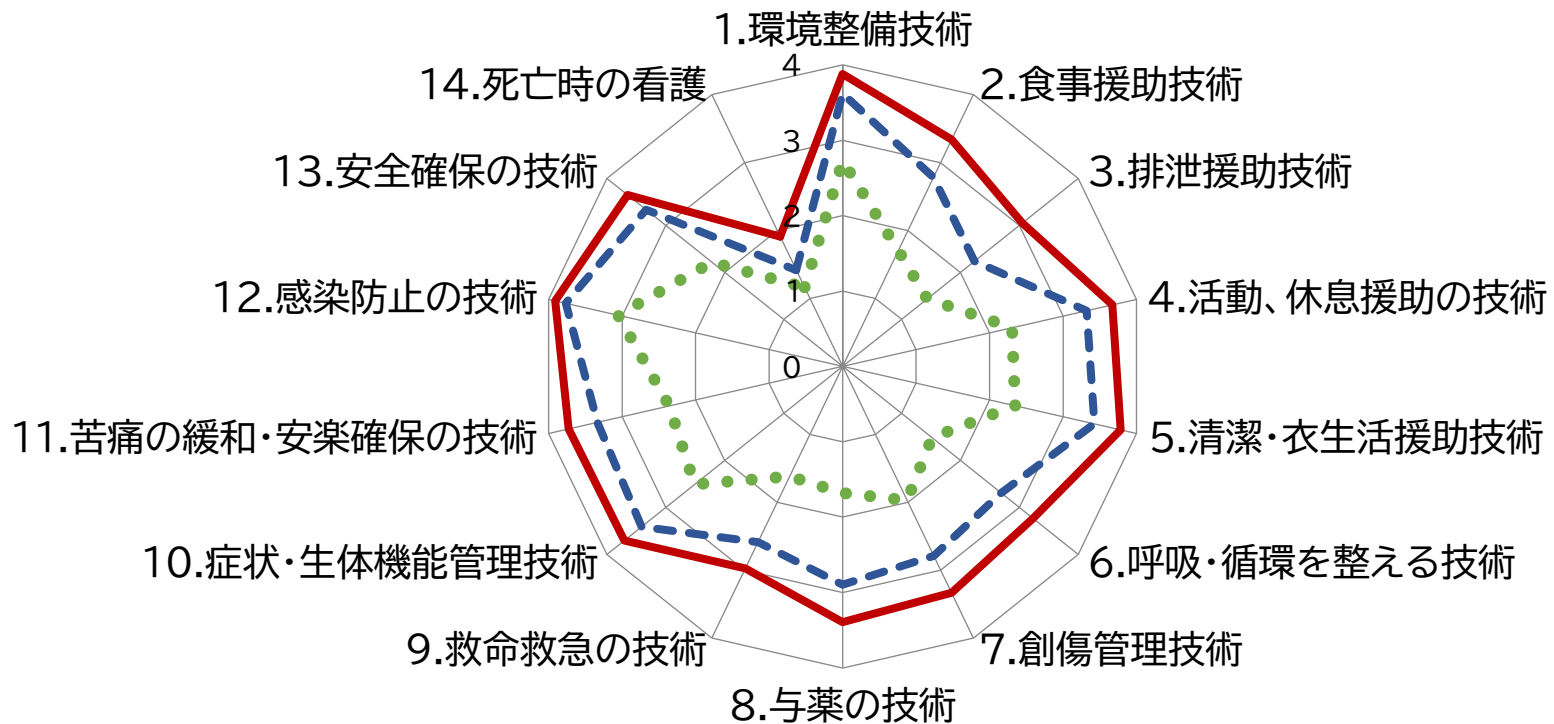 1.環境整備技術
2.食事援助技術
3.排泄援助技術
4.活動、休息援助の技術
5.清潔・衣生活援助技術
6.呼吸・循環を整える技術
7.創傷管理技術
8.与薬の技術
9.救命救急の技術
10.症状・生体機能管理技術
11.苦痛の緩和・安楽確保の技術
12.感染防止の技術
13.安全確保の技術
14.死亡時の看護
4
3
2
1
0